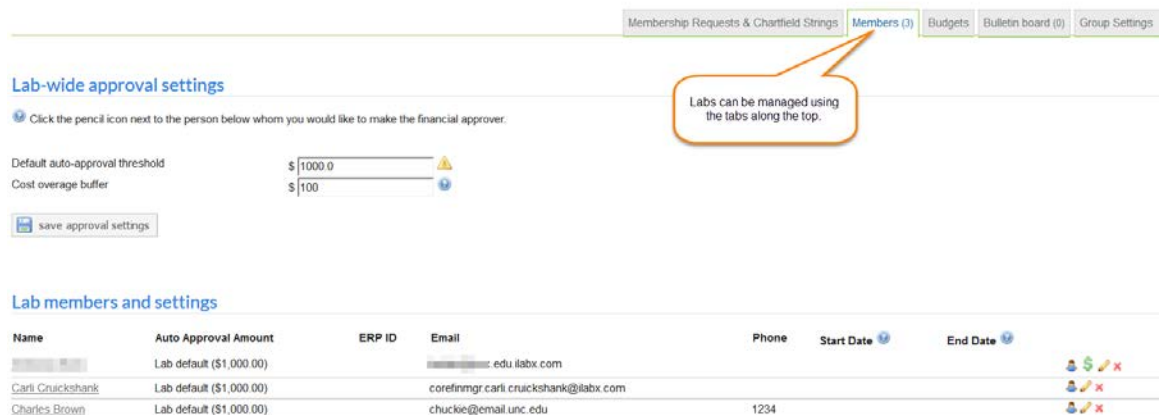 Membership Requests & Chartfield Strings Members (3) Budgets Bulletin board (0) Group Settings
Lab-wide approval settings
Labs can be managed using
the tabs along the top.
Click the pencil icon next to the person below whom you would like to make the financial approver.
Default auto-approval threshold $ 1000.0
Cost overage buffer $ 100
save approval settings
Lab members and settings
Name Auto Approval Amount ERP ID Email Phone Start Date End Date
Lab default ($1,000.00) .edu.ilabx.com
Carli Cruickshank Lab default ($1,000.00) corefinmgr.carli.cruickshank@ilabx.com
Charles Brown Lab default ($1,000.00) chuckie@email.unc.edu 1234